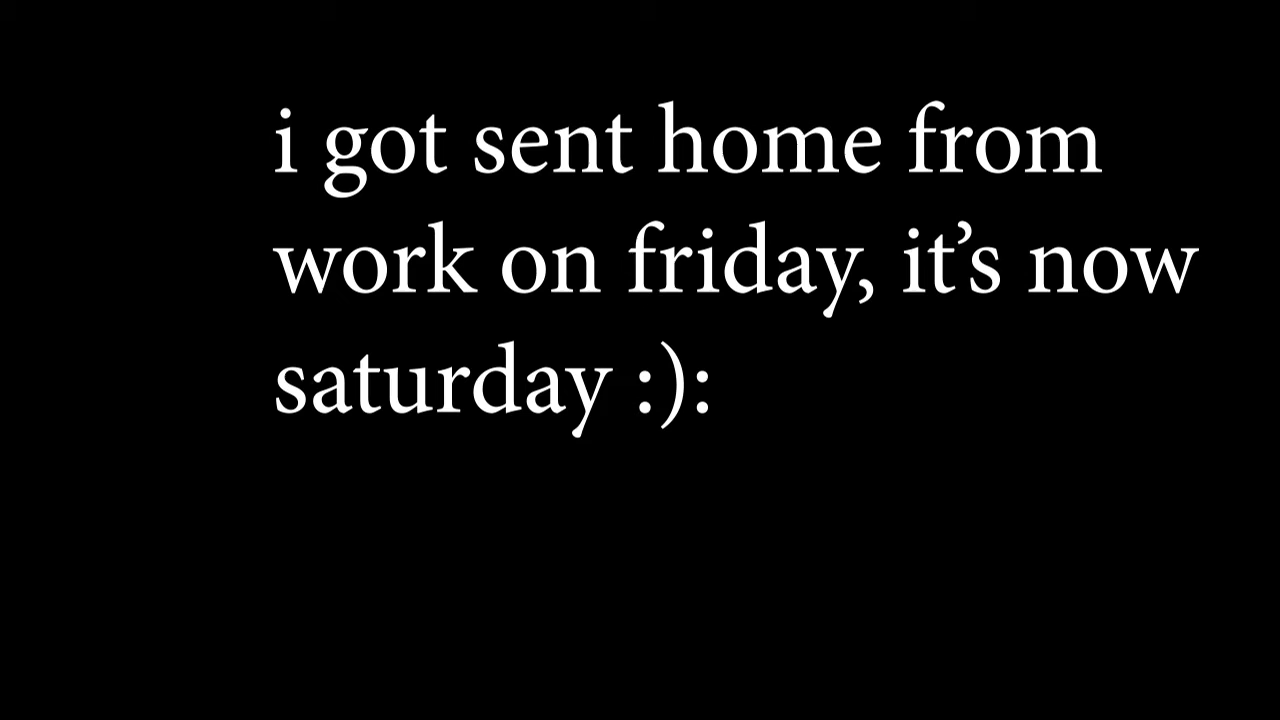 i got sent home from
work on friday, it’s now
saturday :):